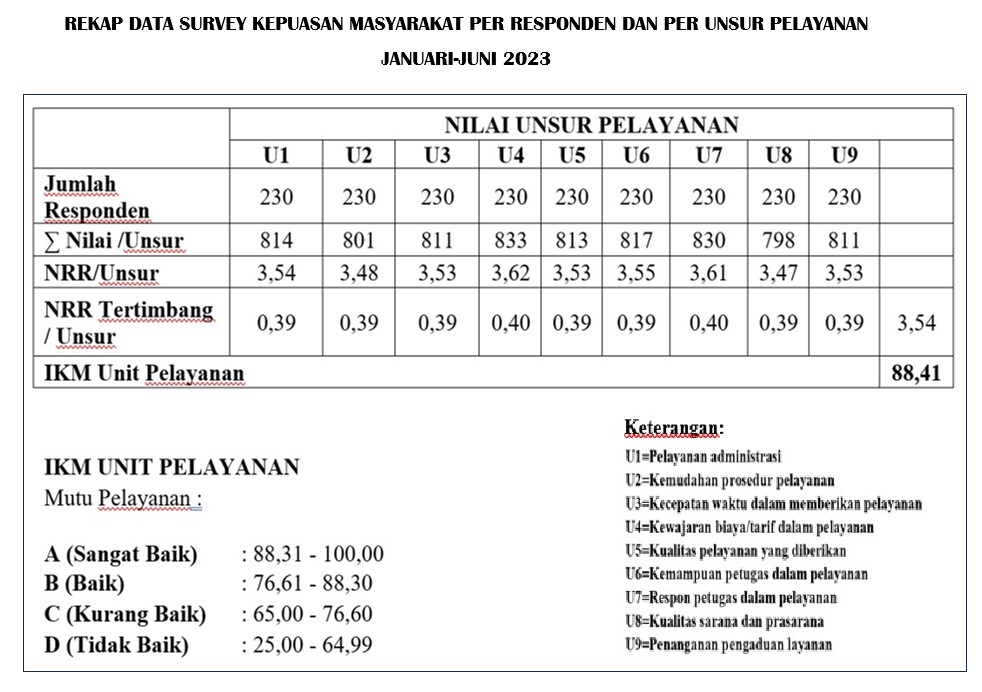 REKAP DATA SURVEY KEPUASAN MASYARAKAT PER RESPONDEN DAN PER UNSUR PELAYANAN
JANUARI-JUNI 2023
NILAI UNSUR PELAYANAN
U1 U2 U3 U4 U5 U6 U7 U8 U9
Jumlah
Responden 230 230 230 230 230 230 230 230 230
∑ Nilai /Unsur 814 801 811 833 813 817 830 798 811
NRR/Unsur 3,54 3,48 3,53 3,62 3,53 3,55 3,61 3,47 3,53
NRR Tertimbang
/ Unsur 0,39 0,39 0,39 0,40 0,39 0,39 0,40 0,39 0,39 3,54
IKM Unit Pelayanan 88,41
IKM UNIT PELAYANAN
Mutu Pelayanan :
A (Sangat Baik) : 88,31 - 100,00
B (Baik) : 76,61 - 88,30
C (Kurang Baik) : 65,00 - 76,60
D (Tidak Baik) : 25,00 - 64,99
Keterangan:
U1=Pelayanan administrasi
U2=Kemudahan prosedur pelayanan
U3=Kecepatan waktu dalam memberikan pelayanan
U4=Kewajaran biaya/tarif dalam pelayanan
U5=Kualitas pelayanan yang diberikan
U6=Kemampuan petugas dalam pelayanan
U7=Respon petugas dalam pelayanan
U8=Kualitas sarana dan prasarana
U9=Penanganan pengaduan layanan